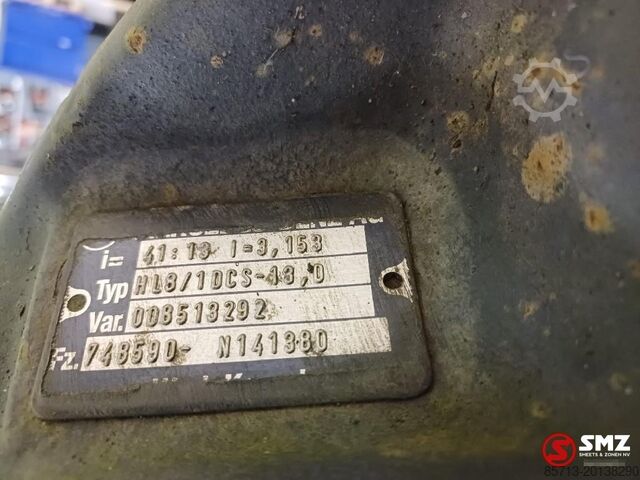 i= 41:13 I=3,153
Typ HL8/1DCS-13,0
Var. 008513292
Fz. 748590- N141380
SMZ
SHEETS & ZONEN NV
85713-20138290